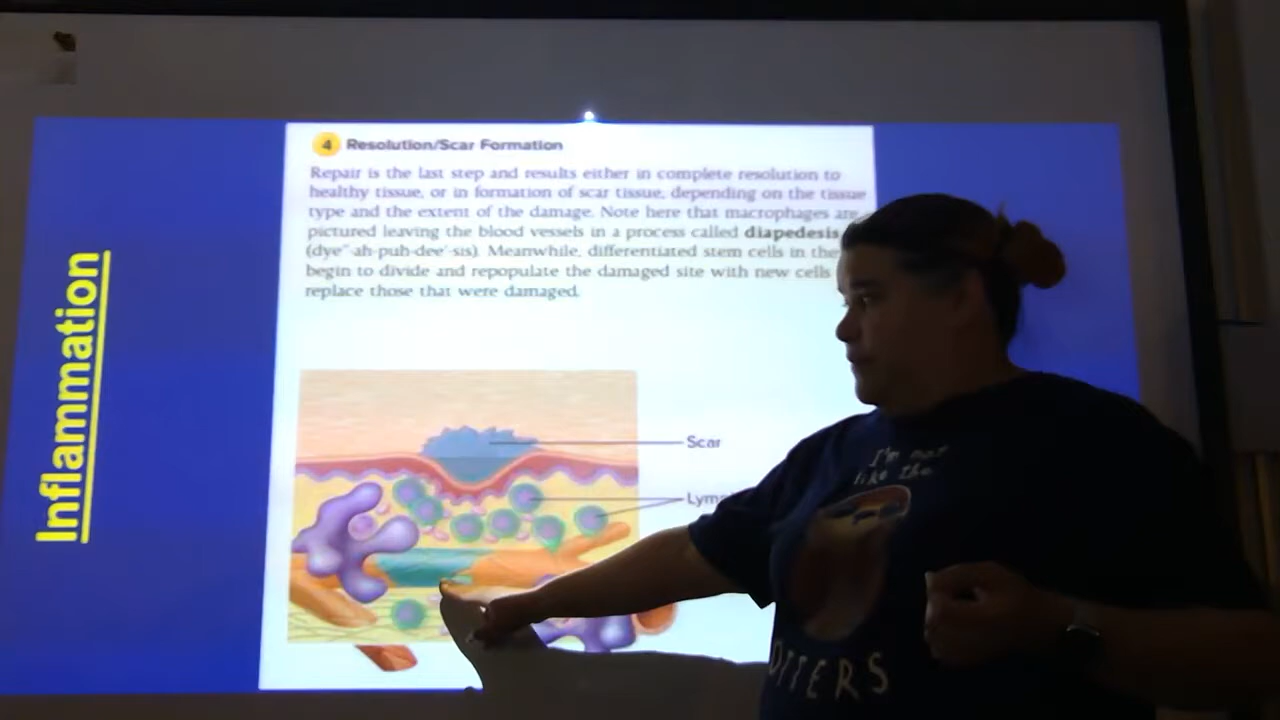 Inflammation
4 Resolution/Scar Formation
Repair is the last step and results either in complete resolution to
healthy tissue, or in formation of scar tissue, depending on the tissue
type and the extent of the damage. Note here that macrophages are
pictured leaving the blood vessels in a process called diapedesis
(dye"-ah-puh-dee'-sis). Meanwhile, differentiated stem cells in the
begin to divide and repopulate the damaged site with new cells
replace those that were damaged.
Scar
I'm not
like the
OTTERS